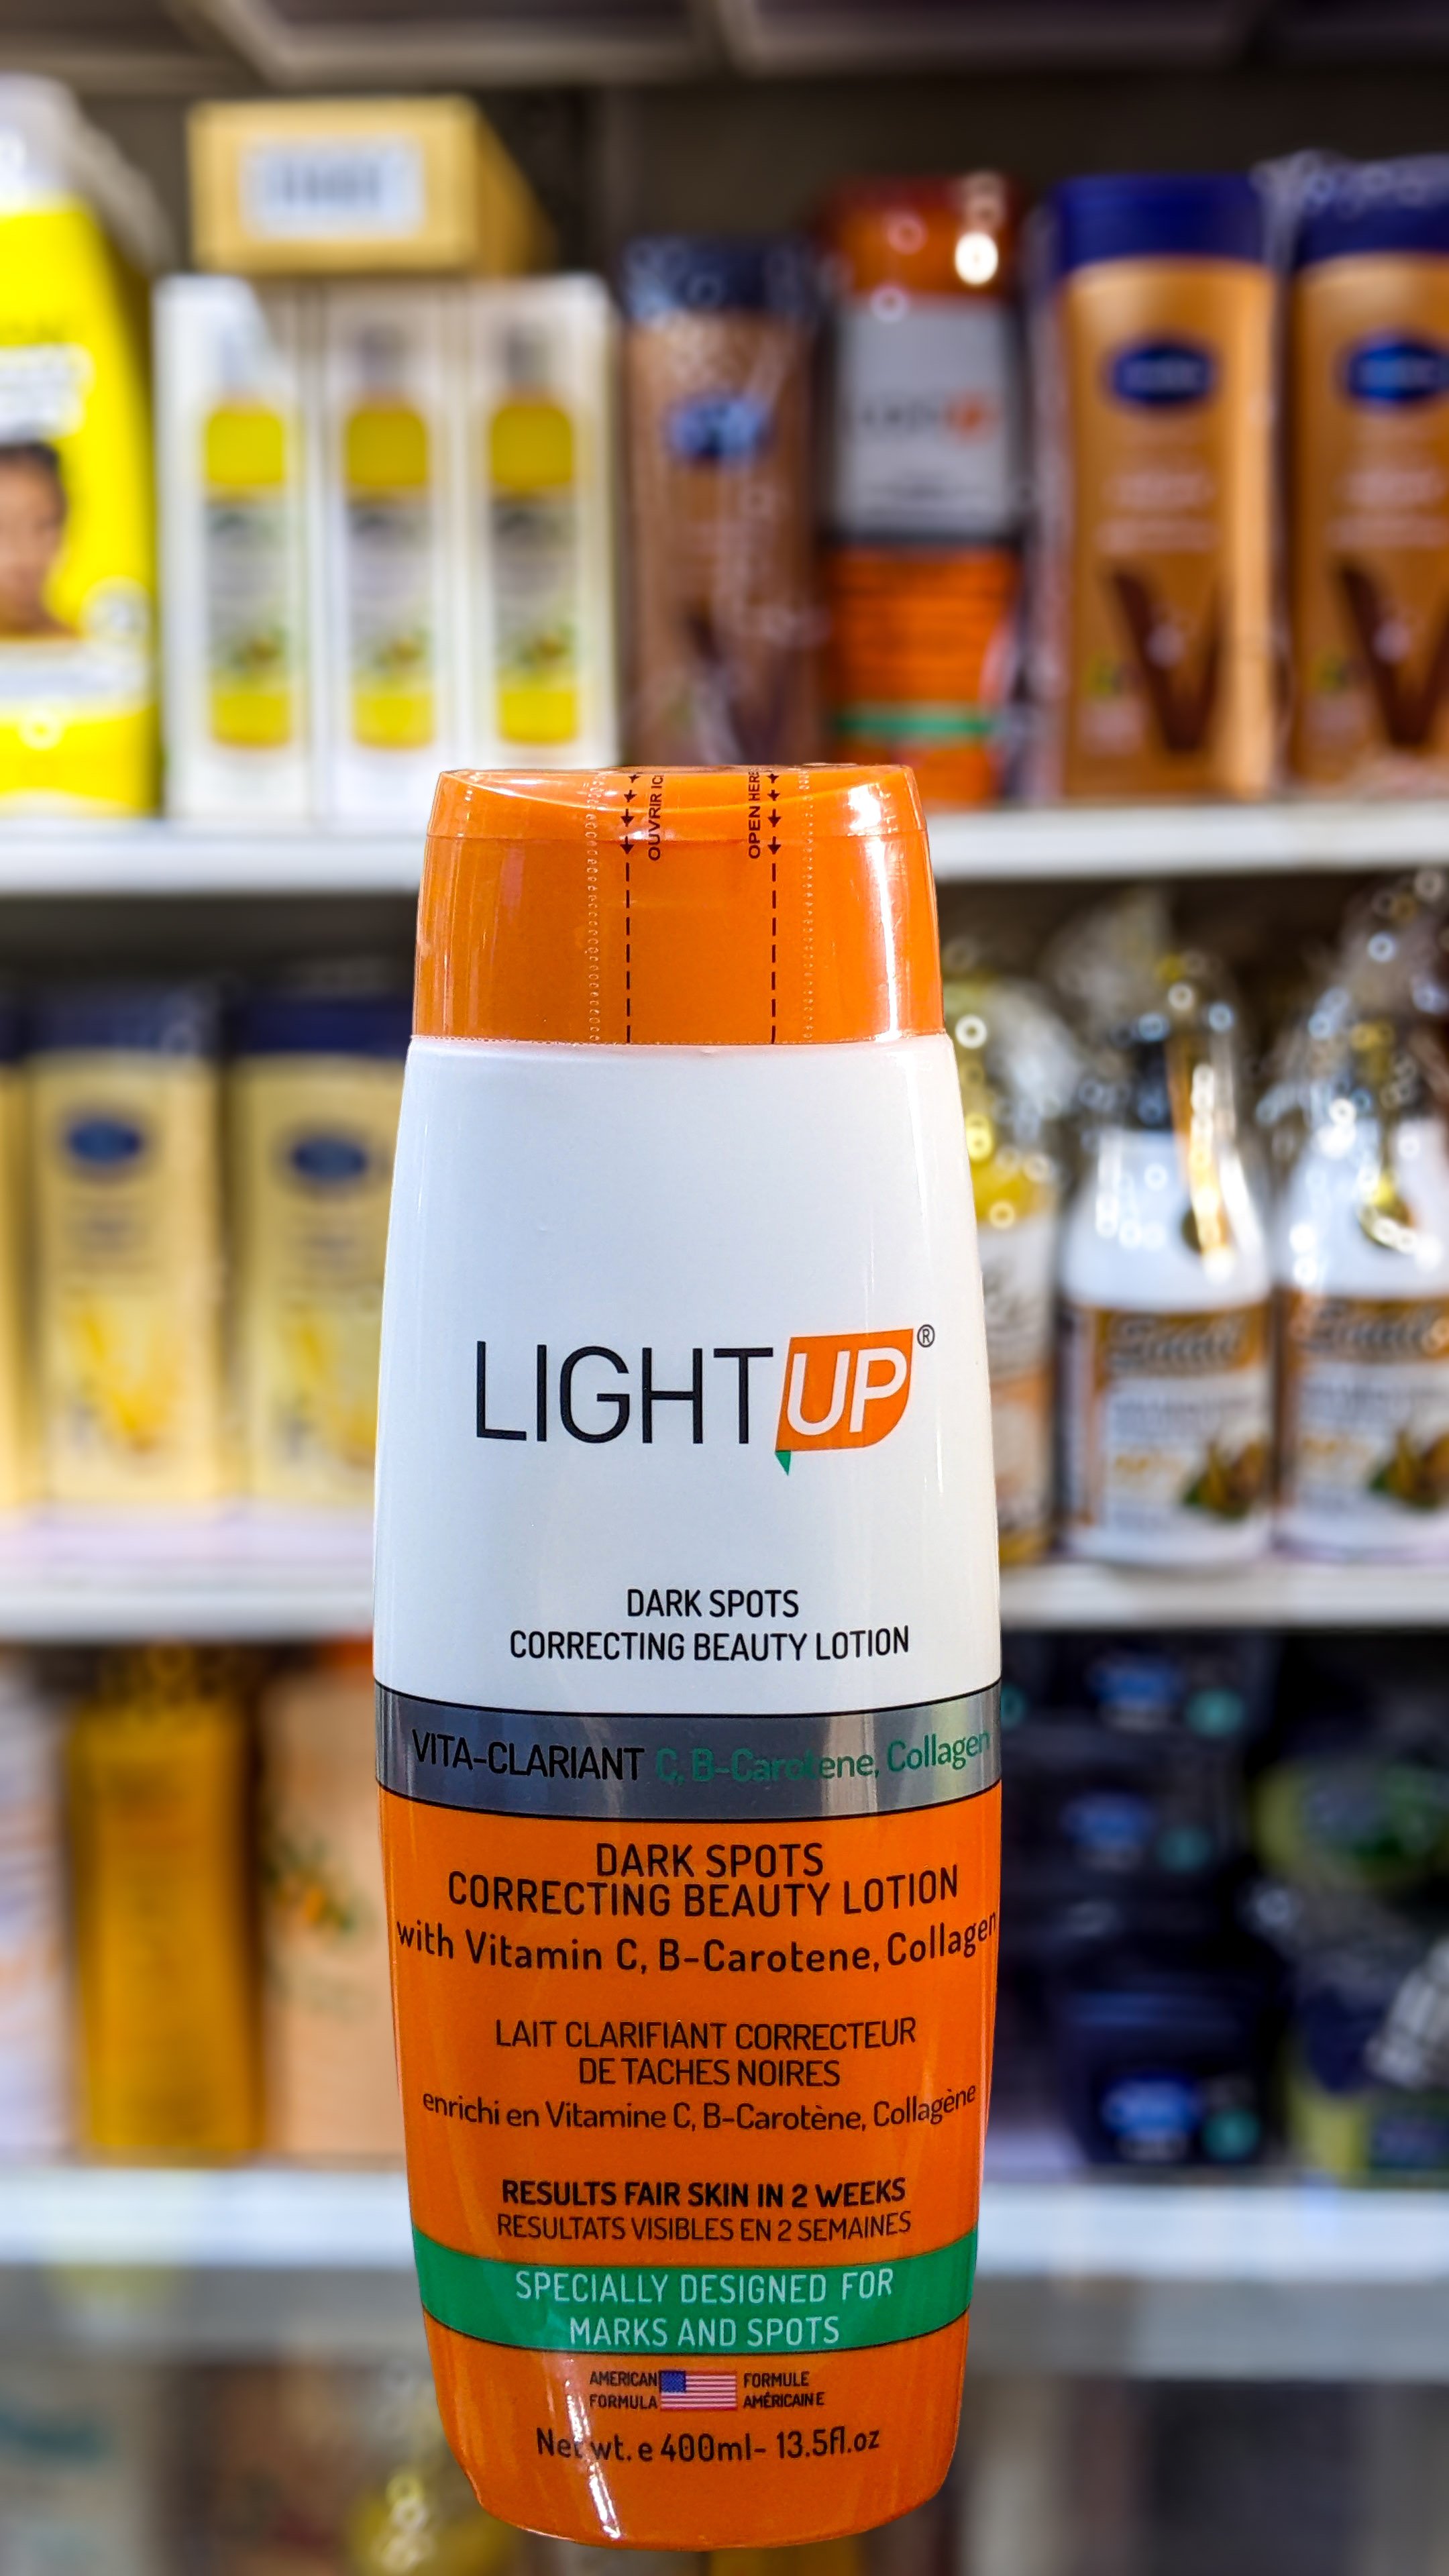 OUVRIR ICI
OPEN HERE
LIGHTUP®
DARK SPOTS
CORRECTING BEAUTY LOTION
VITA-CLARIANT C, B-Carotene, Collagen
DARK SPOTS
CORRECTING BEAUTY LOTION
with Vitamin C, B-Carotene, Collagen
LAIT CLARIFIANT CORRECTEUR
DE TACHES NOIRES
enrichi en Vitamine C, B-Carotène, Collagène
RESULTS FAIR SKIN IN 2 WEEKS
RESULTATS VISIBLES EN 2 SEMAINES
SPECIALLY DESIGNED FOR
MARKS AND SPOTS
AMERICAN FORMULE
FORMULA AMÉRICAINE
Net wt. e 400ml- 13.5fl.oz